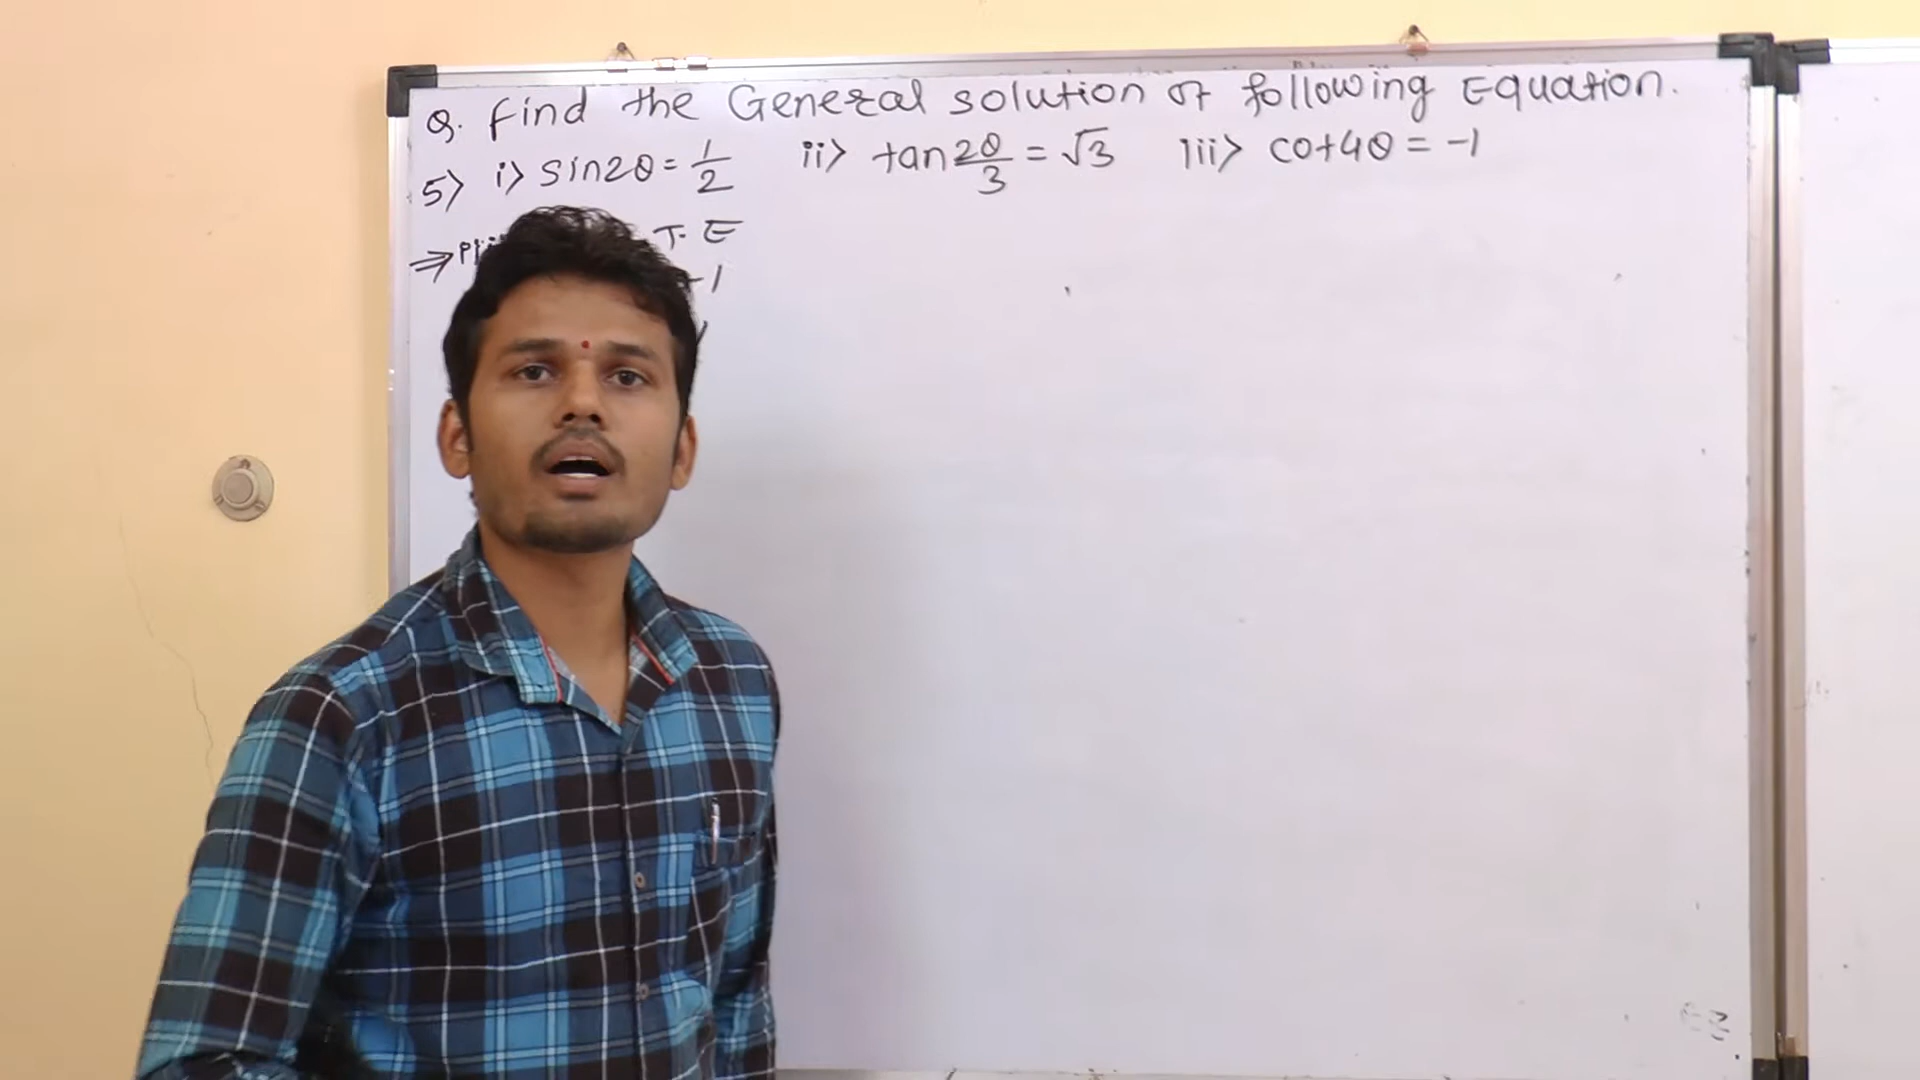 Q. Find the General solution of following Equation.
5) i) sin2θ = 1/2 ii) tan 2θ/3 = √3 iii) cot4θ = -1
⇒ T. E
-1